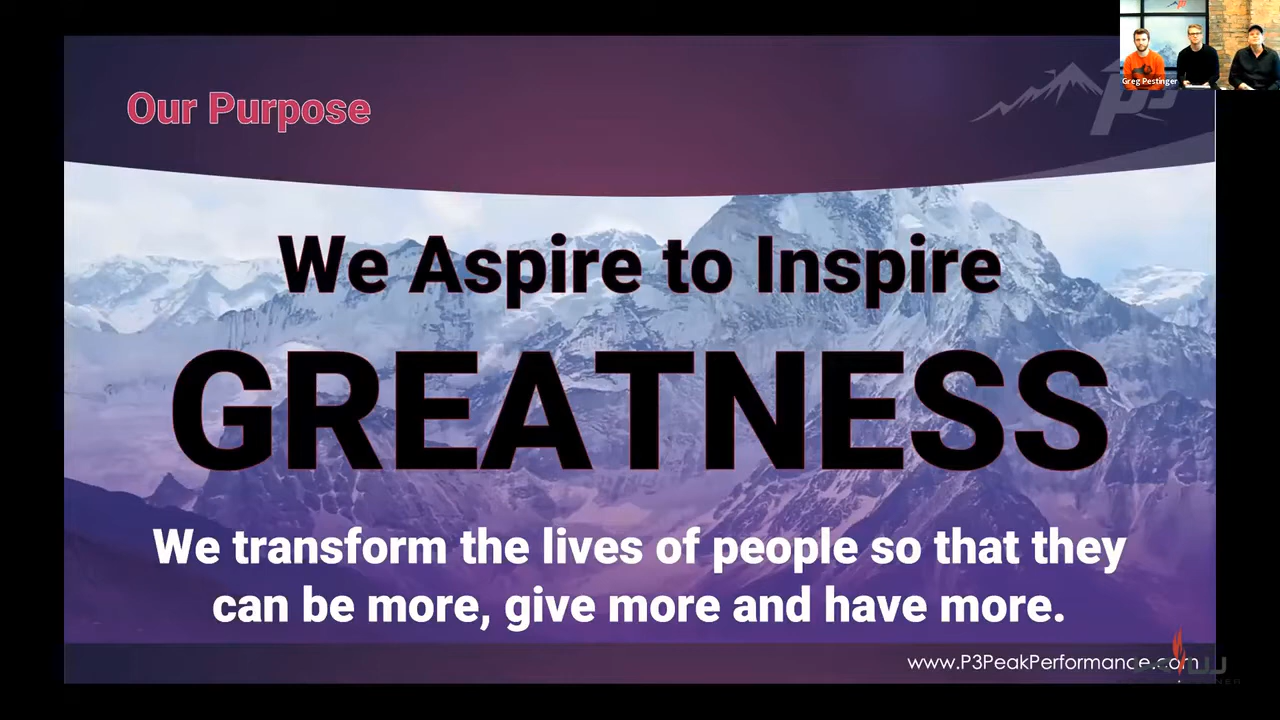 Greg Pestinger
Our Purpose
P3
We Aspire to Inspire
GREATNESS
We transform the lives of people so that they
can be more, give more and have more.
www.P3PeakPerformance.com